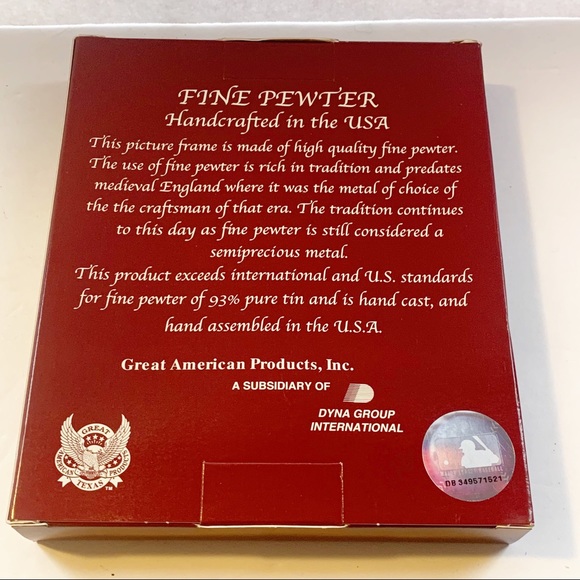 FINE PEWTER
Handcrafted in the USA
This picture frame is made of high quality fine pewter.
The use of fine pewter is rich in tradition and predates
medieval England where it was the metal of choice of
the the craftsman of that era. The tradition continues
to this day as fine pewter is still considered a
semiprecious metal.
This product exceeds international and U.S. standards
for fine pewter of 93% pure tin and is hand cast, and
hand assembled in the U.S.A.
Great American Products, Inc.
A SUBSIDIARY OF
DYNA GROUP
INTERNATIONAL
GREAT
AMERICAN PRODUCTS
TEXAS
TM
DB 349571521